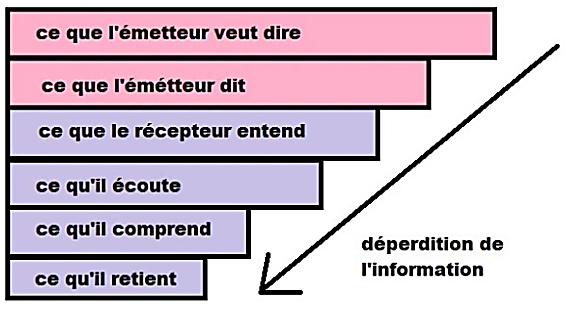 ce que l'émetteur veut dire
ce que l'émétteur dit
ce que le récepteur entend
ce qu'il écoute
ce qu'il comprend
ce qu'il retient
déperdition de
l'information